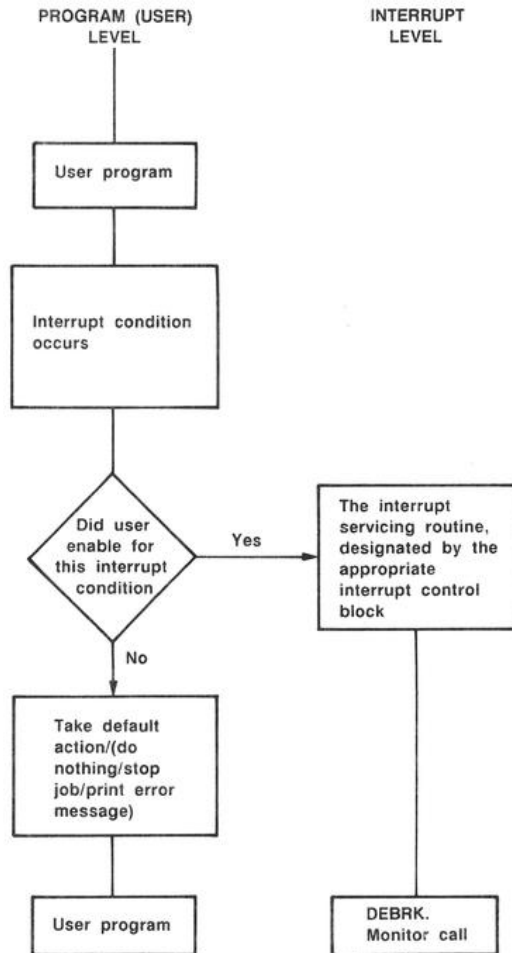 PROGRAM (USER)
LEVEL
INTERRUPT
LEVEL
User program
Interrupt condition
occurs
Did user
enable for
this interrupt
condition
Yes
The interrupt
servicing routine,
designated by the
appropriate
interrupt control
block
No
Take default
action/(do
nothing/stop
job/print error
message)
User program
DEBRK.
Monitor call